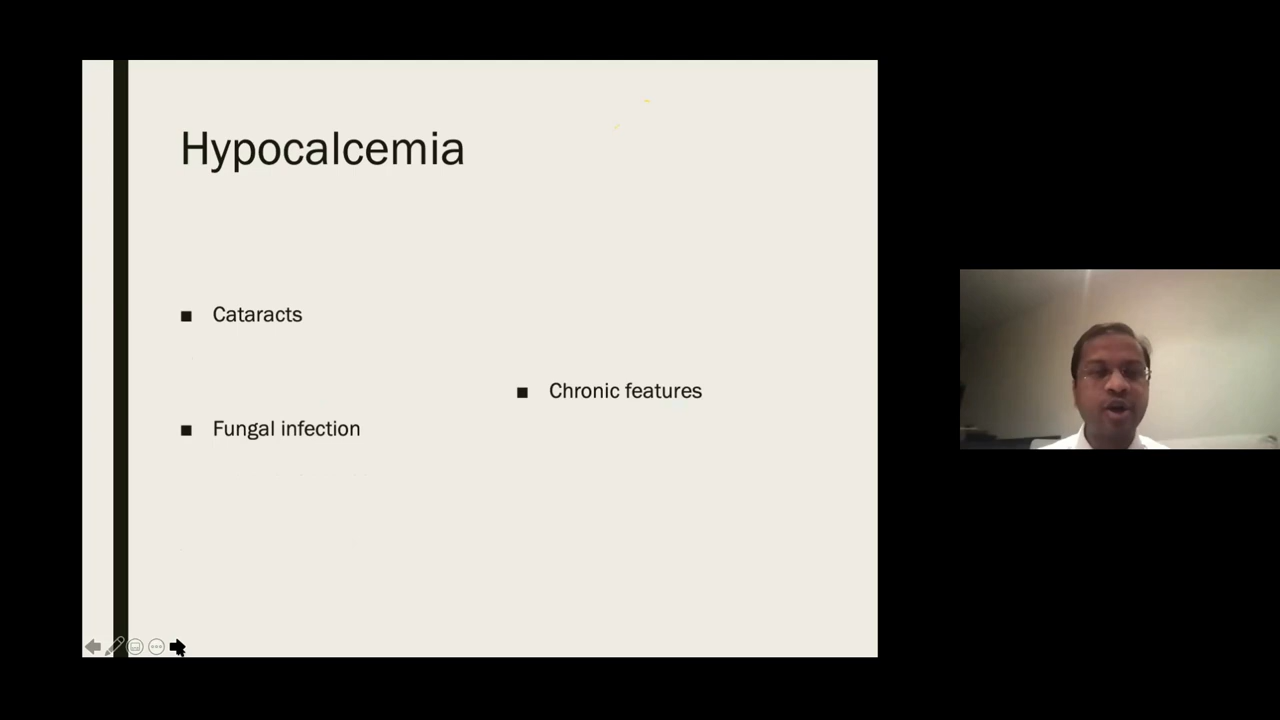 Hypocalcemia
Cataracts
Fungal infection
Chronic features